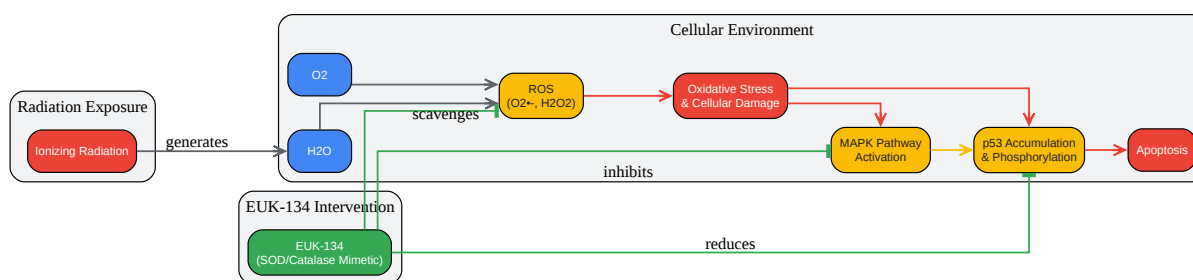 Cellular Environment
O2
ROS
(O2•-, H2O2)
Oxidative Stress
& Cellular Damage
Radiation Exposure
Ionizing Radiation
generates
H2O
scavenges
MAPK Pathway
Activation
p53 Accumulation
& Phosphorylation
Apoptosis
inhibits
EUK-134 Intervention
EUK-134
(SOD/Catalase Mimetic)
reduces